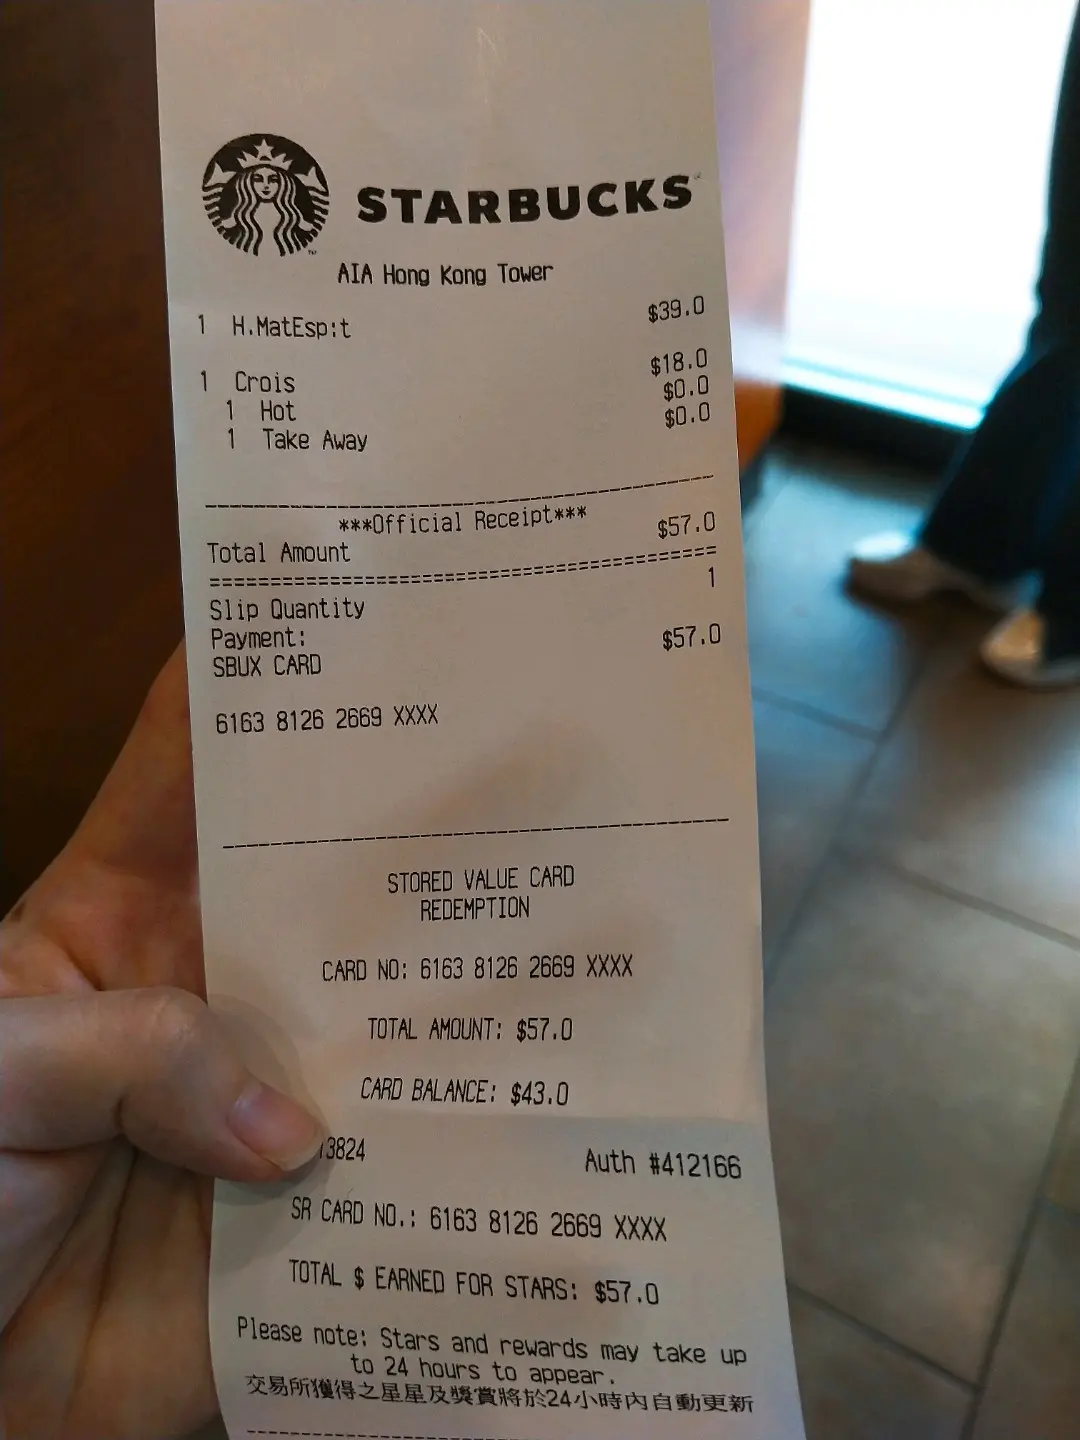 STARBUCKS
AIA Hong Kong Tower
1 H.MatEsp:t $39.0
1 Crois $18.0
1 Hot $0.0
1 Take Away $0.0
***Official Receipt***
Total Amount $57.0
Slip Quantity 1
Payment:
SBUX CARD $57.0
6163 8126 2669 XXXX
STORED VALUE CARD
REDEMPTION
CARD NO: 6163 8126 2669 XXXX
TOTAL AMOUNT: $57.0
CARD BALANCE: $43.0
3824 Auth #412166
SR CARD NO.: 6163 8126 2669 XXXX
TOTAL $ EARNED FOR STARS: $57.0
Please note: Stars and rewards may take up
to 24 hours to appear.
交易所獲得之星星及獎賞將於24小時內自動更新